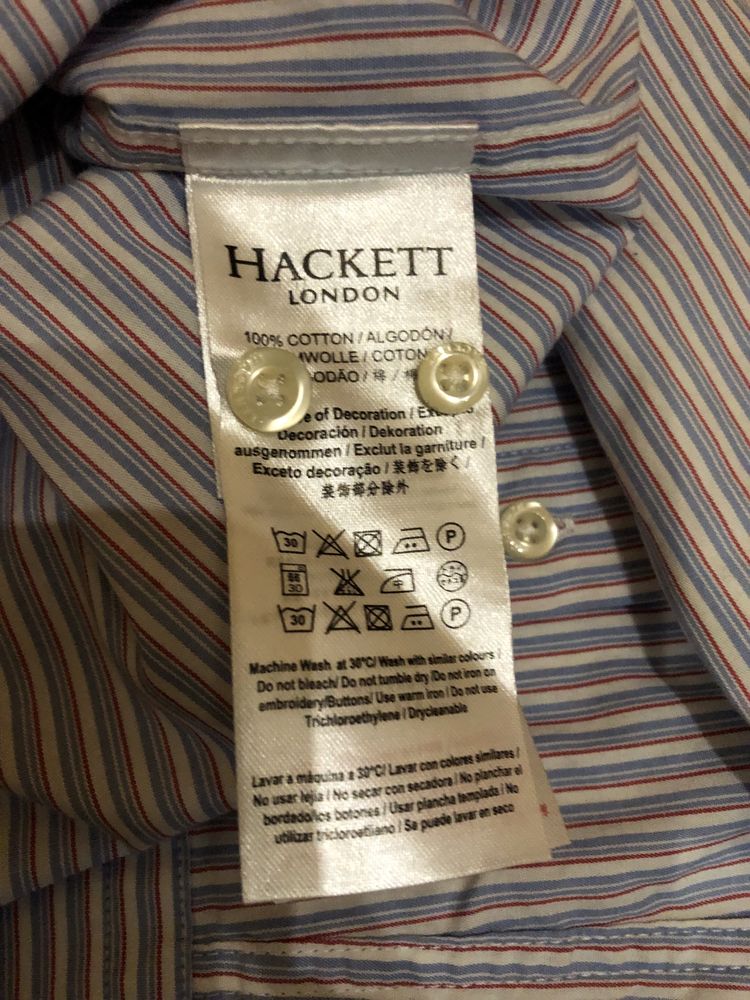 HACKETT
LONDON
100% COTTON / ALGODÓN /
COTON
/ 棉 /
of Decoration /
Decoración / Dekoration
ausgenommen / Exclut la garniture /
Exceto decoração / 装飾を除く /
装飾部分除外
30 P
30
30 P
Machine Wash at 30°C/ Wash with similar colours /
Do not bleach/ Do not tumble dry /Do not iron on
embroidery/Buttons/ Use warm iron / Do not use
Trichloroethylene / Drycleanable
Lavar a máquina a 30°C/ Lavar con colores similares /
No usar lejía / No secar con secadora / No planchar el
bordado/los botones / Usar plancha templada / No
utilizar tricloroetileno / Se puede lavar en seco